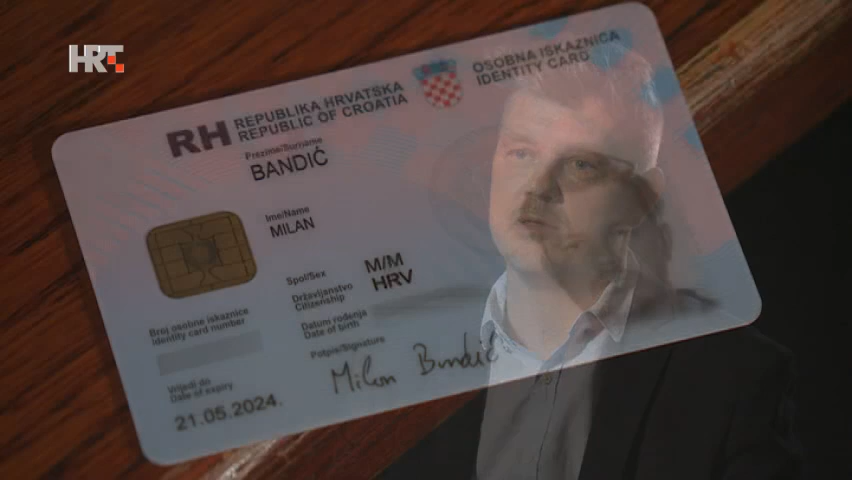 HRT
REPUBLIKA HRVATSKA
OSOBNA ISKAZNICA
RH
REPUBLIC OF CROATIA
IDENTITY CARD
Prezime/Surname
BANDIĆ
Ime/Name
MILAN
Spol/Sex
M/M
Državljanstvo
HRV
Citizenship
Broj osobne iskaznice
Identity card number
Datum rođenja
Date of birth
Potpis/Signature
Milan Bandić
Vrijedi do
Date of expiry
21.05.2024.